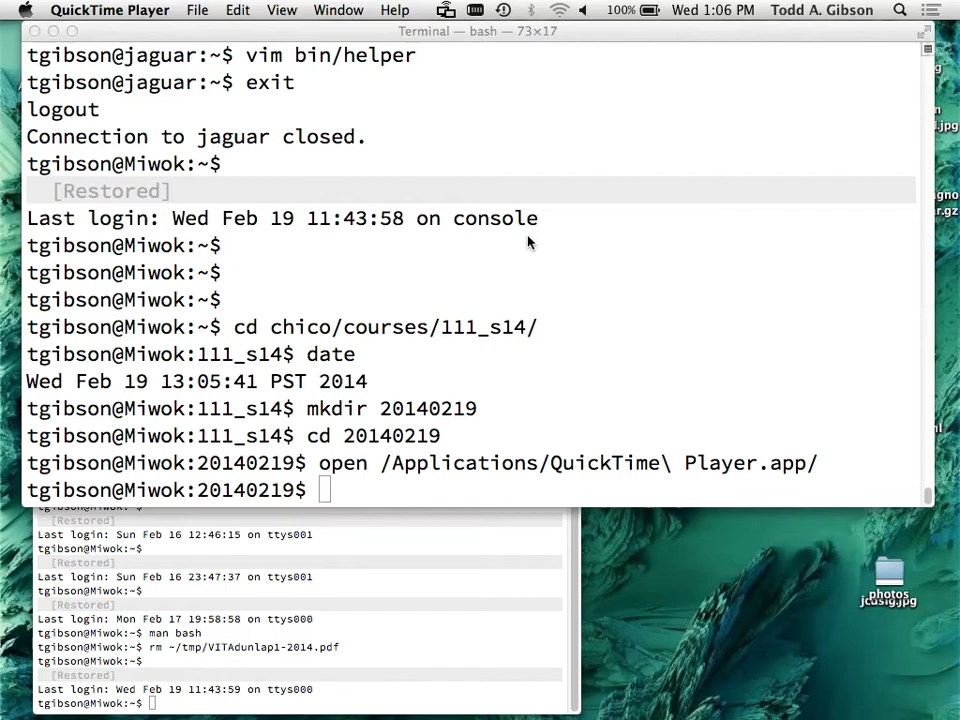 QuickTime Player File Edit View Window Help 100% Wed 1:06 PM Todd A. Gibson
Terminal — bash — 73×17
tgibson@jaguar:~$ vim bin/helper
tgibson@jaguar:~$ exit
logout
Connection to jaguar closed.
tgibson@Miwok:~$
[Restored]
Last login: Wed Feb 19 11:43:58 on console
tgibson@Miwok:~$
tgibson@Miwok:~$
tgibson@Miwok:~$
tgibson@Miwok:~$ cd chico/courses/111_s14/
tgibson@Miwok:111_s14$ date
Wed Feb 19 13:05:41 PST 2014
tgibson@Miwok:111_s14$ mkdir 20140219
tgibson@Miwok:111_s14$ cd 20140219
tgibson@Miwok:20140219$ open /Applications/QuickTime\ Player.app/
tgibson@Miwok:20140219$
[Restored]
Last login: Sun Feb 16 12:46:15 on ttys001
tgibson@Miwok:~$
[Restored]
Last login: Sun Feb 16 23:47:37 on ttys001
tgibson@Miwok:~$
[Restored]
Last login: Mon Feb 17 19:58:58 on ttys000
tgibson@Miwok:~$ man bash
tgibson@Miwok:~$ rm ~/tmp/VITAdunlap1-2014.pdf
tgibson@Miwok:~$
[Restored]
Last login: Wed Feb 19 11:43:59 on ttys000
tgibson@Miwok:~$
photos